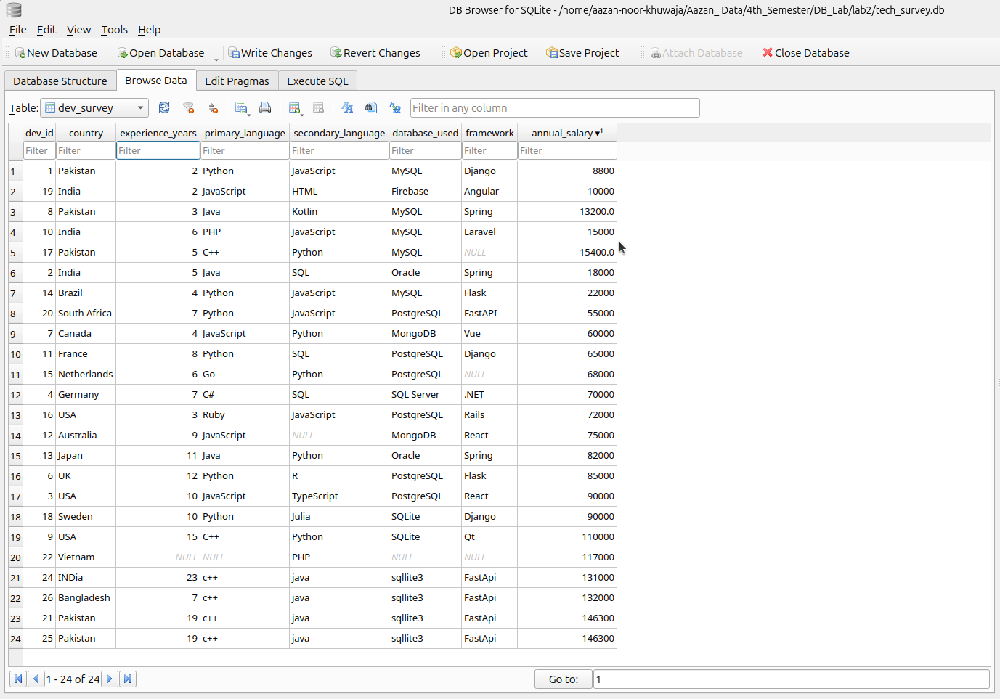 DB Browser for SQLite - /home/aazan-noor-khuwaja/Aazan_ Data/4th_Semester/DB_Lab/lab2/tech_survey.db
File Edit View Tools Help
New Database Open Database Write Changes Revert Changes Open Project Save Project Attach Database Close Database
Database Structure Browse Data Edit Pragmas Execute SQL
Table: dev_survey Filter in any column
dev_id country experience_years primary_language secondary_language database_used framework annual_salary ▾1
Filter Filter Filter Filter Filter Filter Filter Filter
1 1 Pakistan 2 Python JavaScript MySQL Django 8800
2 19 India 2 JavaScript HTML Firebase Angular 10000
3 8 Pakistan 3 Java Kotlin MySQL Spring 13200.0
4 10 India 6 PHP JavaScript MySQL Laravel 15000
5 17 Pakistan 5 C++ Python MySQL NULL 15400.0
6 2 India 5 Java SQL Oracle Spring 18000
7 14 Brazil 4 Python JavaScript MySQL Flask 22000
8 20 South Africa 7 Python JavaScript PostgreSQL FastAPI 55000
9 7 Canada 4 JavaScript Python MongoDB Vue 60000
10 11 France 8 Python SQL PostgreSQL Django 65000
11 15 Netherlands 6 Go Python PostgreSQL NULL 68000
12 4 Germany 7 C# SQL SQL Server .NET 70000
13 16 USA 3 Ruby JavaScript PostgreSQL Rails 72000
14 12 Australia 9 JavaScript NULL MongoDB React 75000
15 13 Japan 11 Java Python Oracle Spring 82000
16 6 UK 12 Python R PostgreSQL Flask 85000
17 3 USA 10 JavaScript TypeScript PostgreSQL React 90000
18 18 Sweden 10 Python Julia SQLite Django 90000
19 9 USA 15 C++ Python SQLite Qt 110000
20 22 Vietnam NULL NULL PHP NULL NULL 117000
21 24 INDia 23 c++ java sqllite3 FastApi 131000
22 26 Bangladesh 7 c++ java sqllite3 FastApi 132000
23 21 Pakistan 19 c++ java sqllite3 FastApi 146300
24 25 Pakistan 19 c++ java sqllite3 FastApi 146300
1 - 24 of 24 Go to: 1